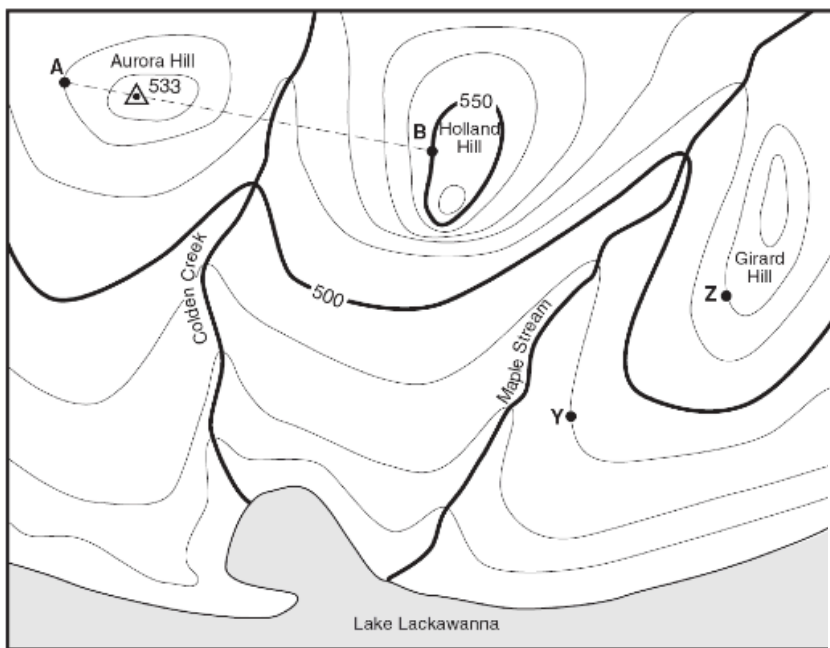 A
Aurora Hill
533
550
B
Holland
Hill
Girard
Hill
Z
Colden Creek
500
Maple Stream
Y
Lake Lackawanna